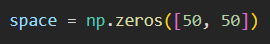 space = np.zeros([50, 50])